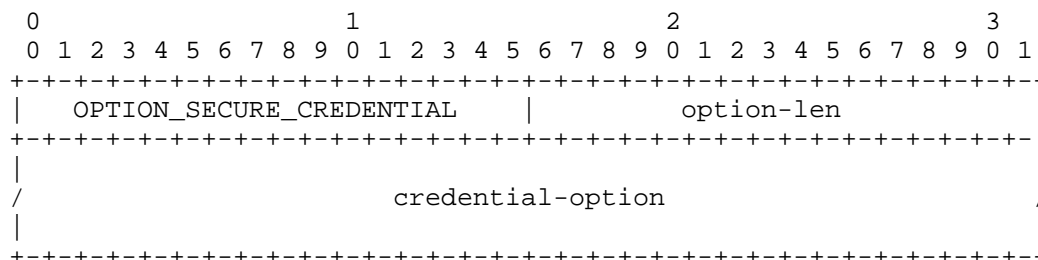 0                   1                   2                   3
 0 1 2 3 4 5 6 7 8 9 0 1 2 3 4 5 6 7 8 9 0 1 2 3 4 5 6 7 8 9 0 1
+-+-+-+-+-+-+-+-+-+-+-+-+-+-+-+-+-+-+-+-+-+-+-+-+-+-+-+-+-+-+-+-
|   OPTION_SECURE_CREDENTIAL    |         option-len
+-+-+-+-+-+-+-+-+-+-+-+-+-+-+-+-+-+-+-+-+-+-+-+-+-+-+-+-+-+-+-+-
|
/                       credential-option                       /
|
+-+-+-+-+-+-+-+-+-+-+-+-+-+-+-+-+-+-+-+-+-+-+-+-+-+-+-+-+-+-+-+-